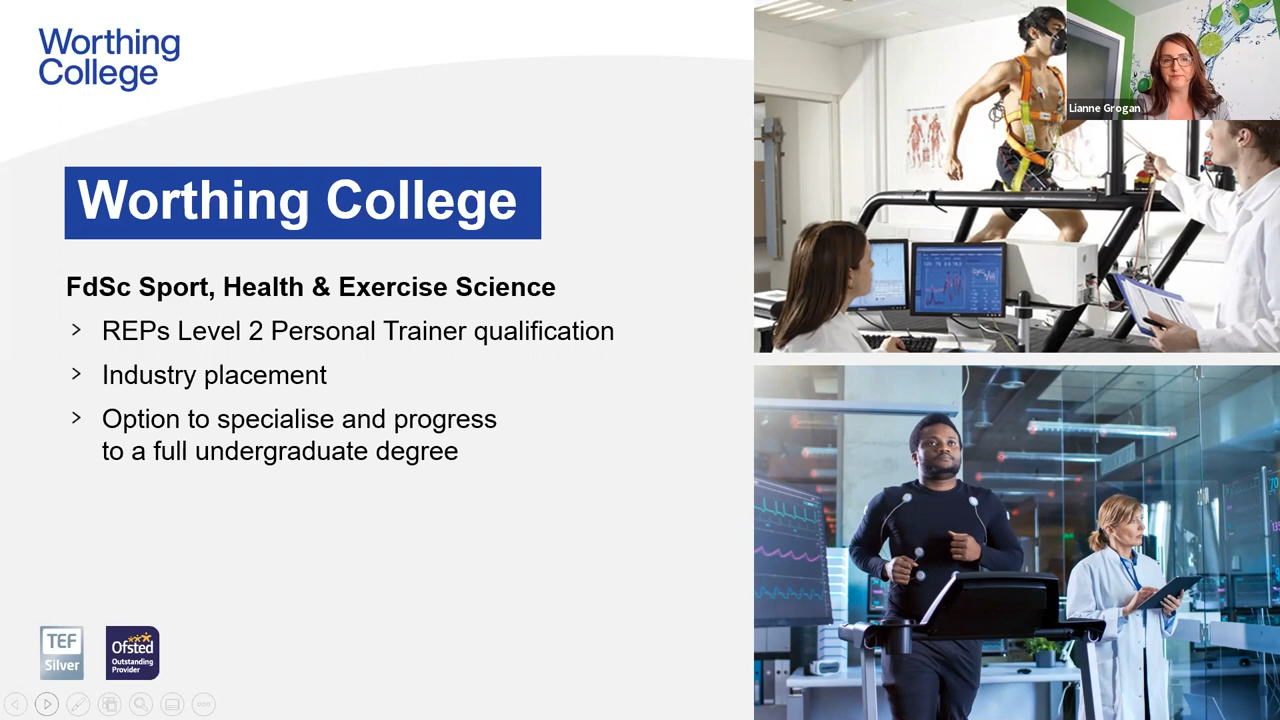 Worthing
College
Lianne Grogan
Worthing College
FdSc Sport, Health & Exercise Science
> REPs Level 2 Personal Trainer qualification
> Industry placement
> Option to specialise and progress
to a full undergraduate degree
TEF
Silver
Ofsted
Outstanding
Provider